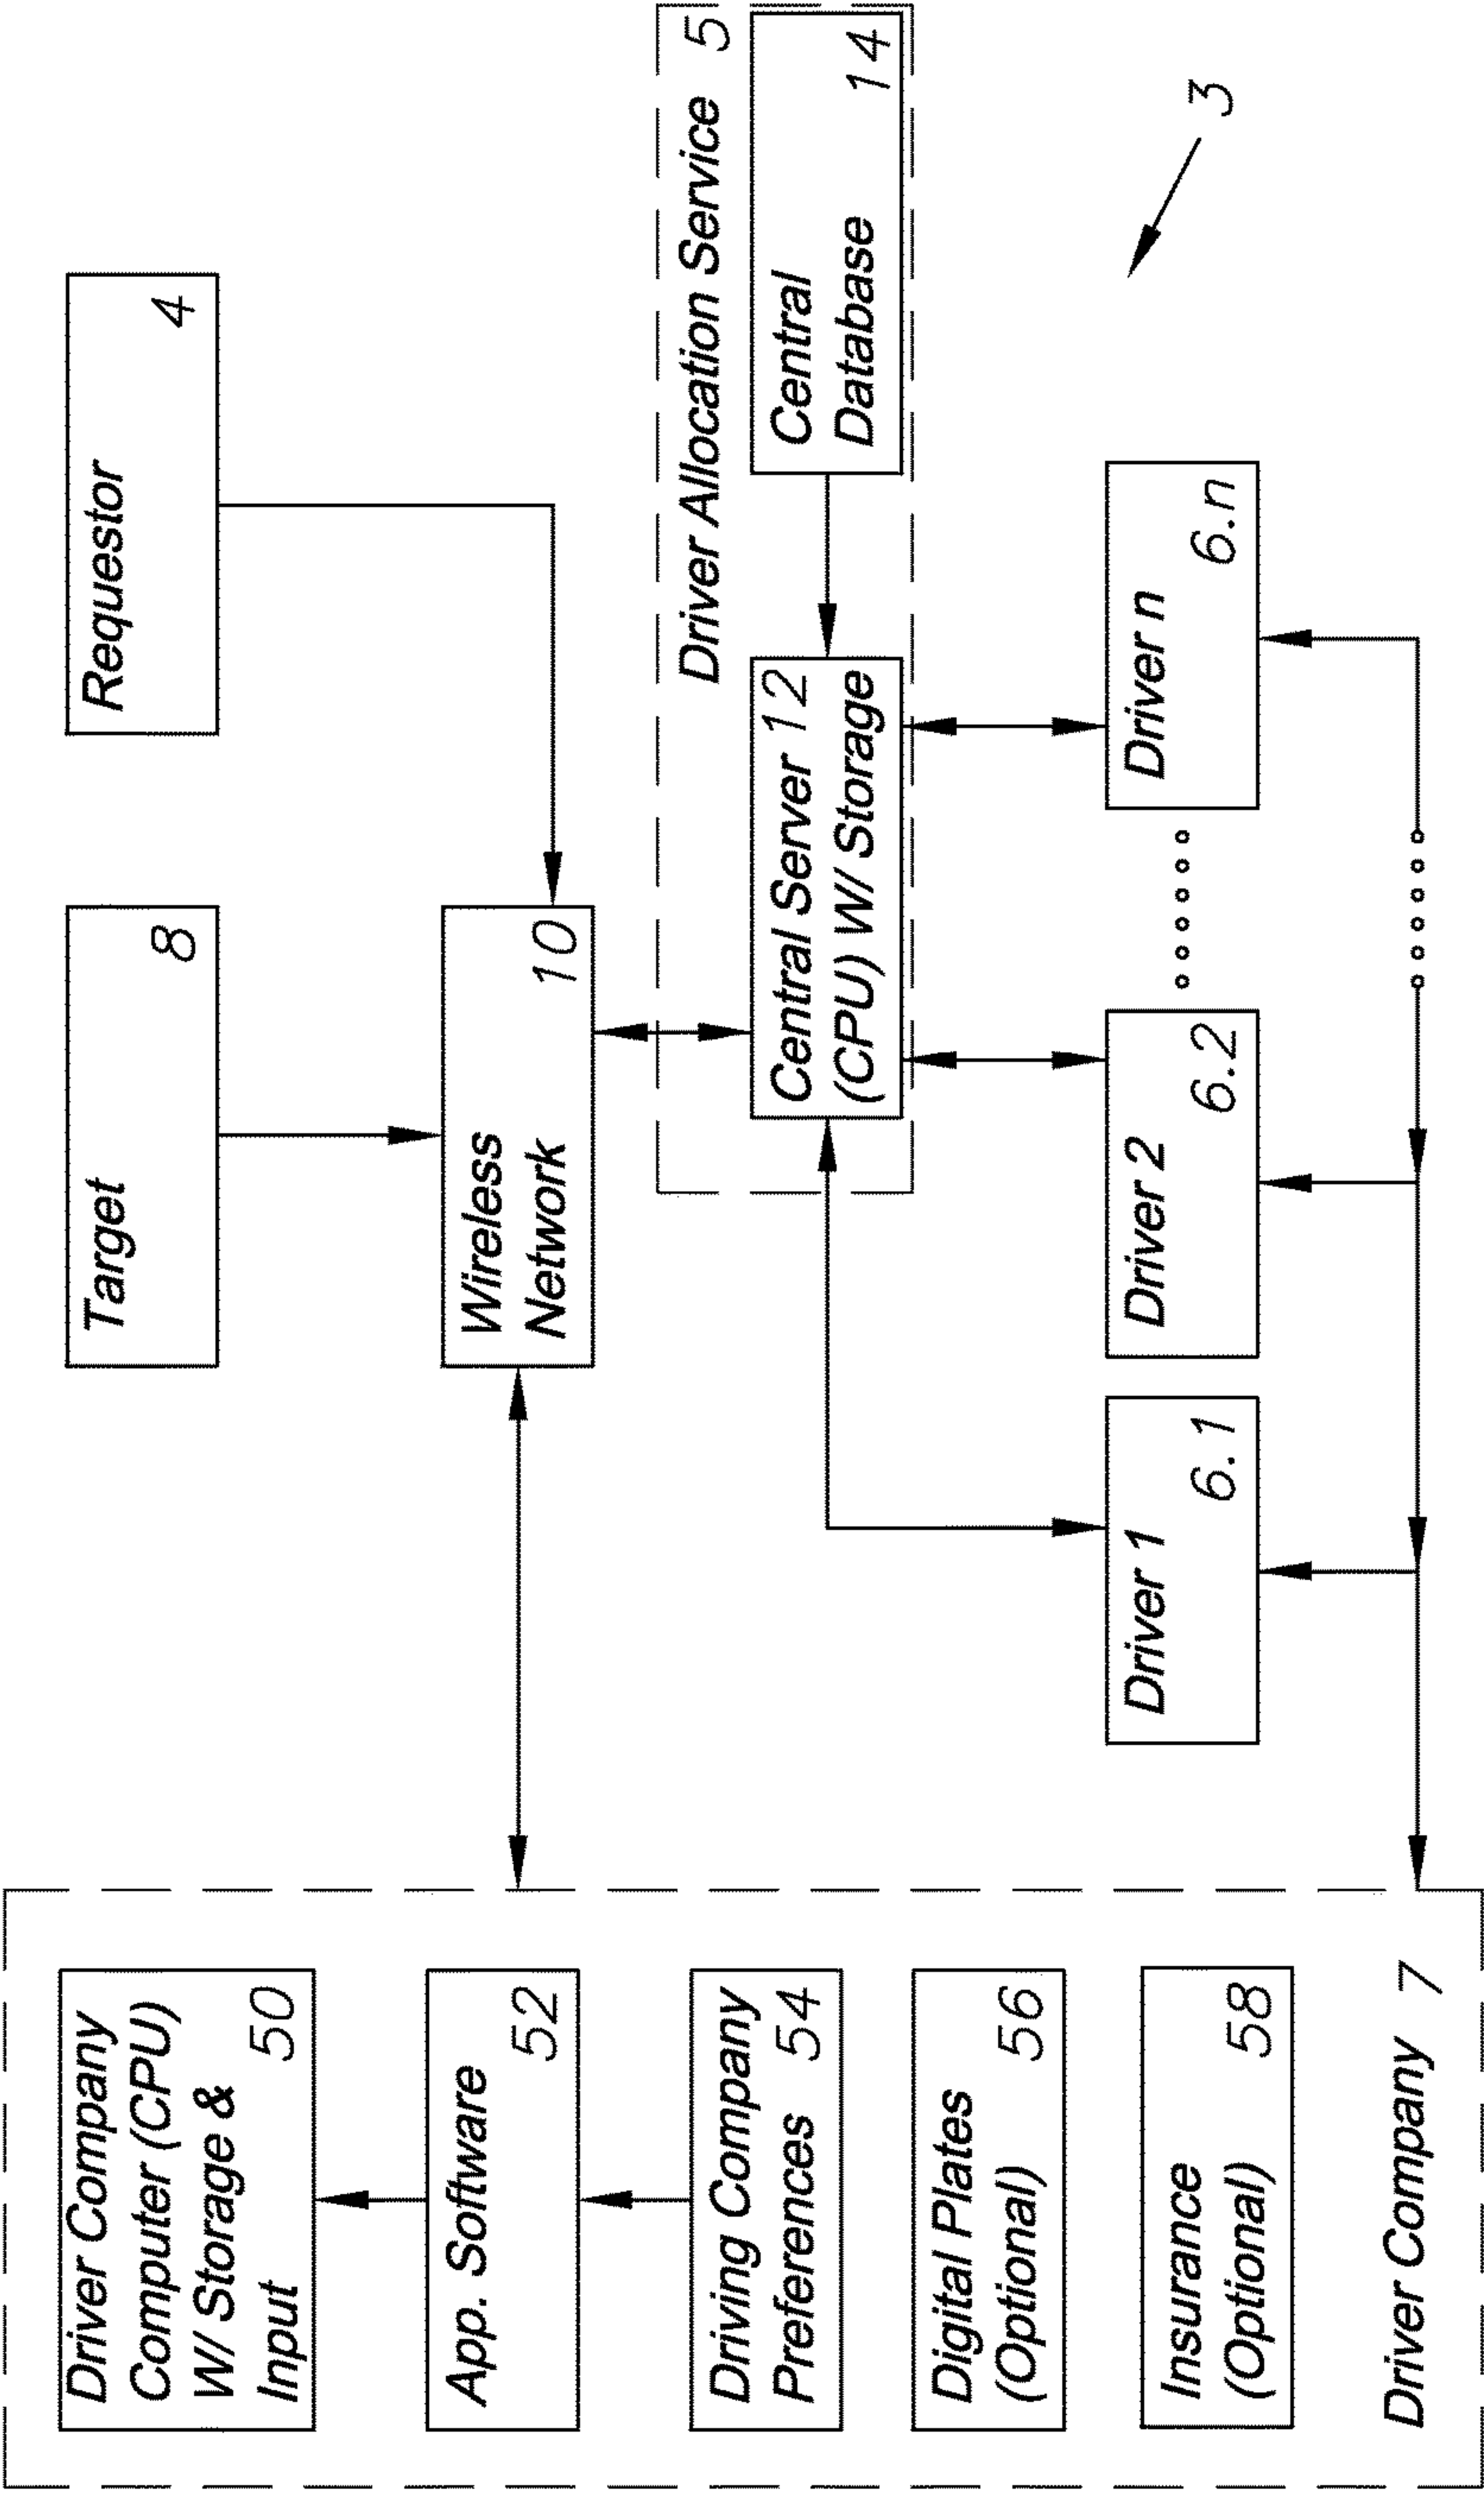 Driver Company
Computer (CPU)
W/ Storage &
Input
50
App. Software
52
Driving Company
Preferences 54
Digital Plates
(Optional)
56
Insurance
(Optional)
58
Driver Company 7
Target
8
Requestor
4
Wireless
Network
10
Driver Allocation Service 5
Central Server 12
(CPU) W/ Storage
Central
Database
14
Driver 1
6.1
Driver 2
6.2
Driver n
6.n
3